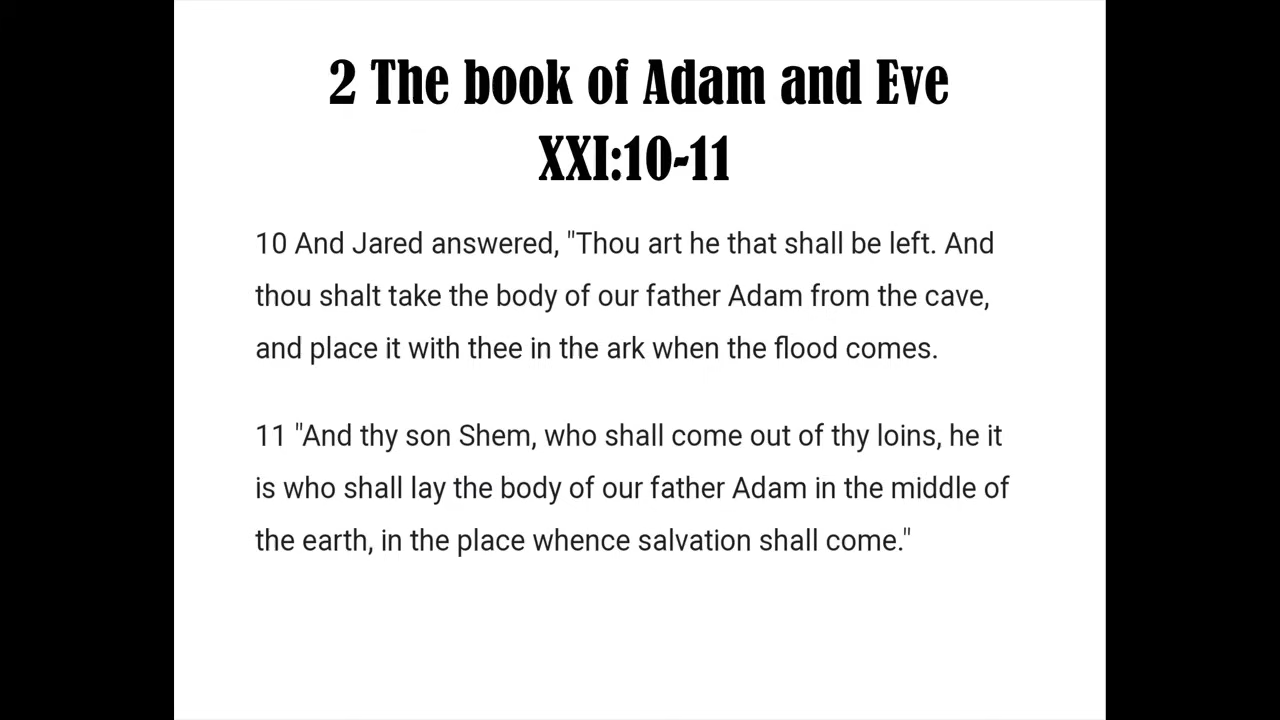 2 The book of Adam and Eve
XXI:10-11
10 And Jared answered, "Thou art he that shall be left. And
thou shalt take the body of our father Adam from the cave,
and place it with thee in the ark when the flood comes.
11 "And thy son Shem, who shall come out of thy loins, he it
is who shall lay the body of our father Adam in the middle of
the earth, in the place whence salvation shall come."